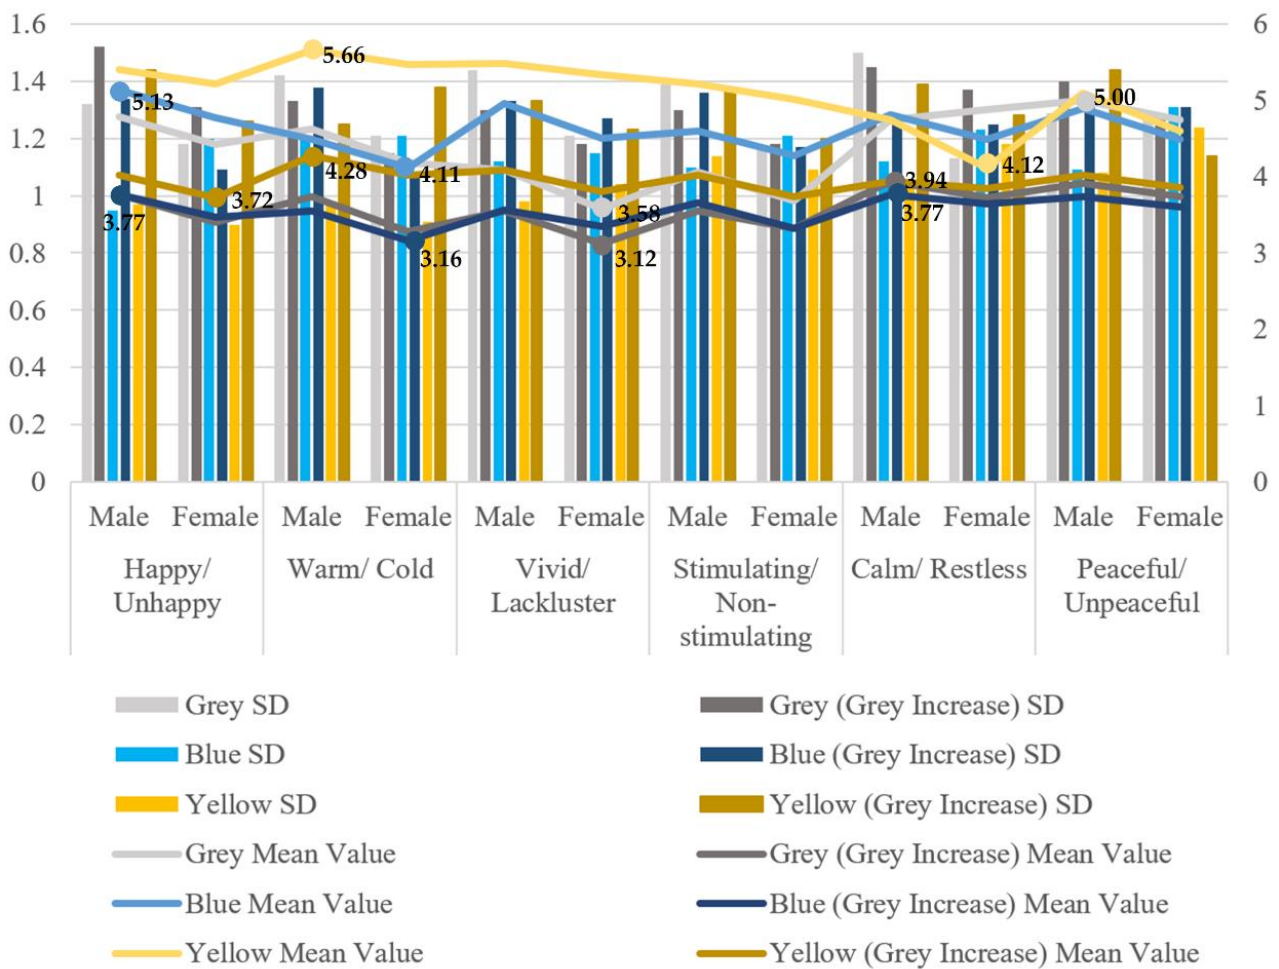 1.6
1.4
1.2
1
0.8
0.6
0.4
0.2
0
6
5
4
3
2
1
0
5.13
3.77
3.72
5.66
4.28
4.11
3.16
3.58
3.12
3.94
3.77
4.12
5.00
Male Female Male Female Male Female Male Female Male Female Male Female
Happy/ Warm/ Cold Vivid/ Stimulating/ Calm/ Restless Peaceful/
Unhappy Lackluster Non- Unpeaceful
stimulating
Grey SD Grey (Grey Increase) SD
Blue SD Blue (Grey Increase) SD
Yellow SD Yellow (Grey Increase) SD
Grey Mean Value Grey (Grey Increase) Mean Value
Blue Mean Value Blue (Grey Increase) Mean Value
Yellow Mean Value Yellow (Grey Increase) Mean Value